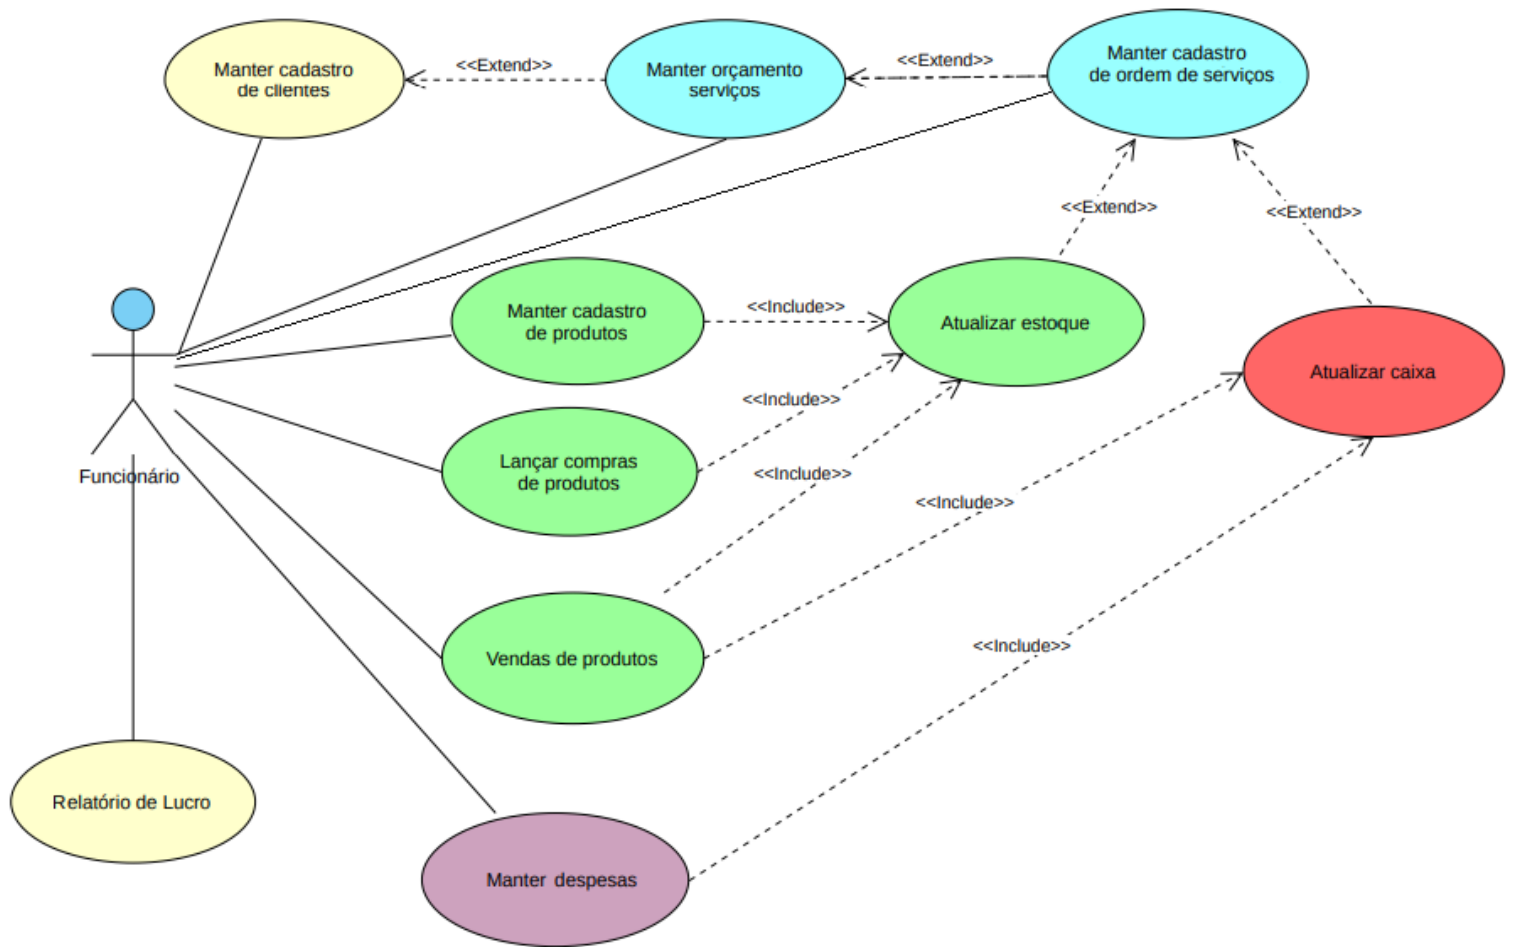 Manter cadastro
de clientes
<<Extend>>
Manter orçamento
serviços
<<Extend>>
Manter cadastro
de ordem de serviços
<<Extend>>
<<Extend>>
Manter cadastro
de produtos
<<Include>>
Atualizar estoque
Atualizar caixa
<<Include>>
Funcionário
Lançar compras
de produtos
<<Include>>
<<Include>>
Vendas de produtos
<<Include>>
Relatório de Lucro
Manter despesas